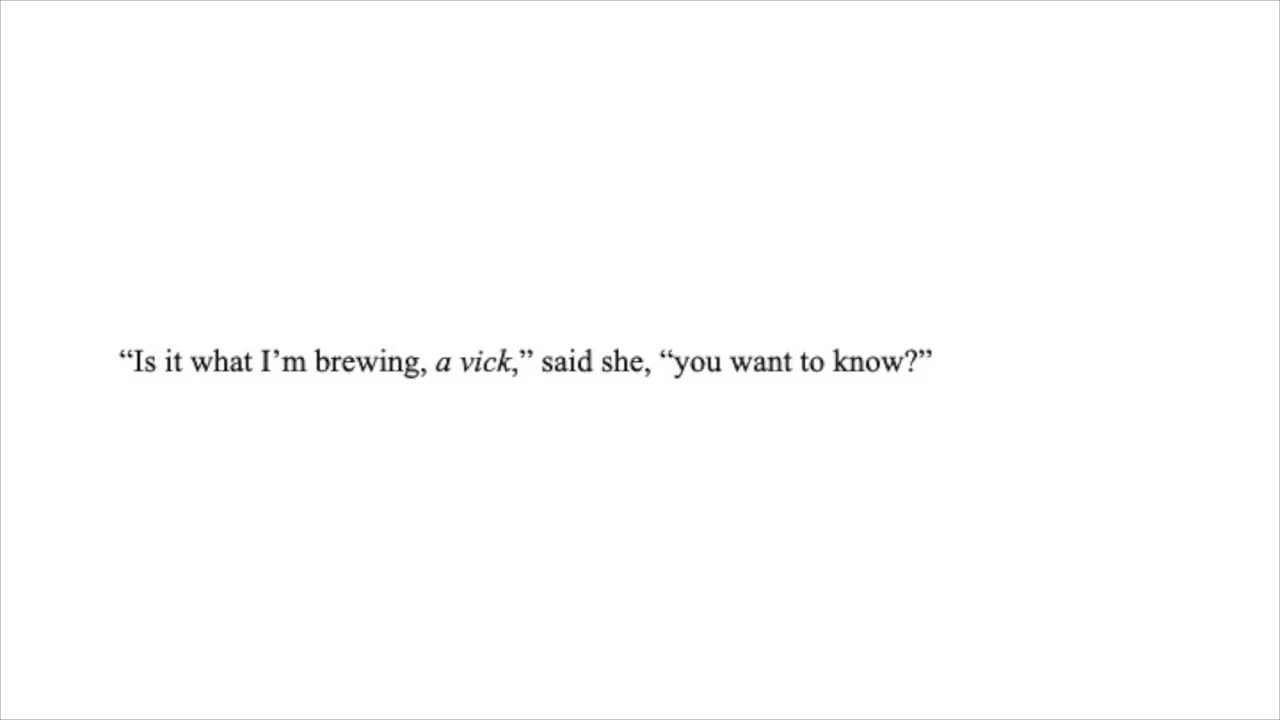 “Is it what I’m brewing, a vick,” said she, “you want to know?”